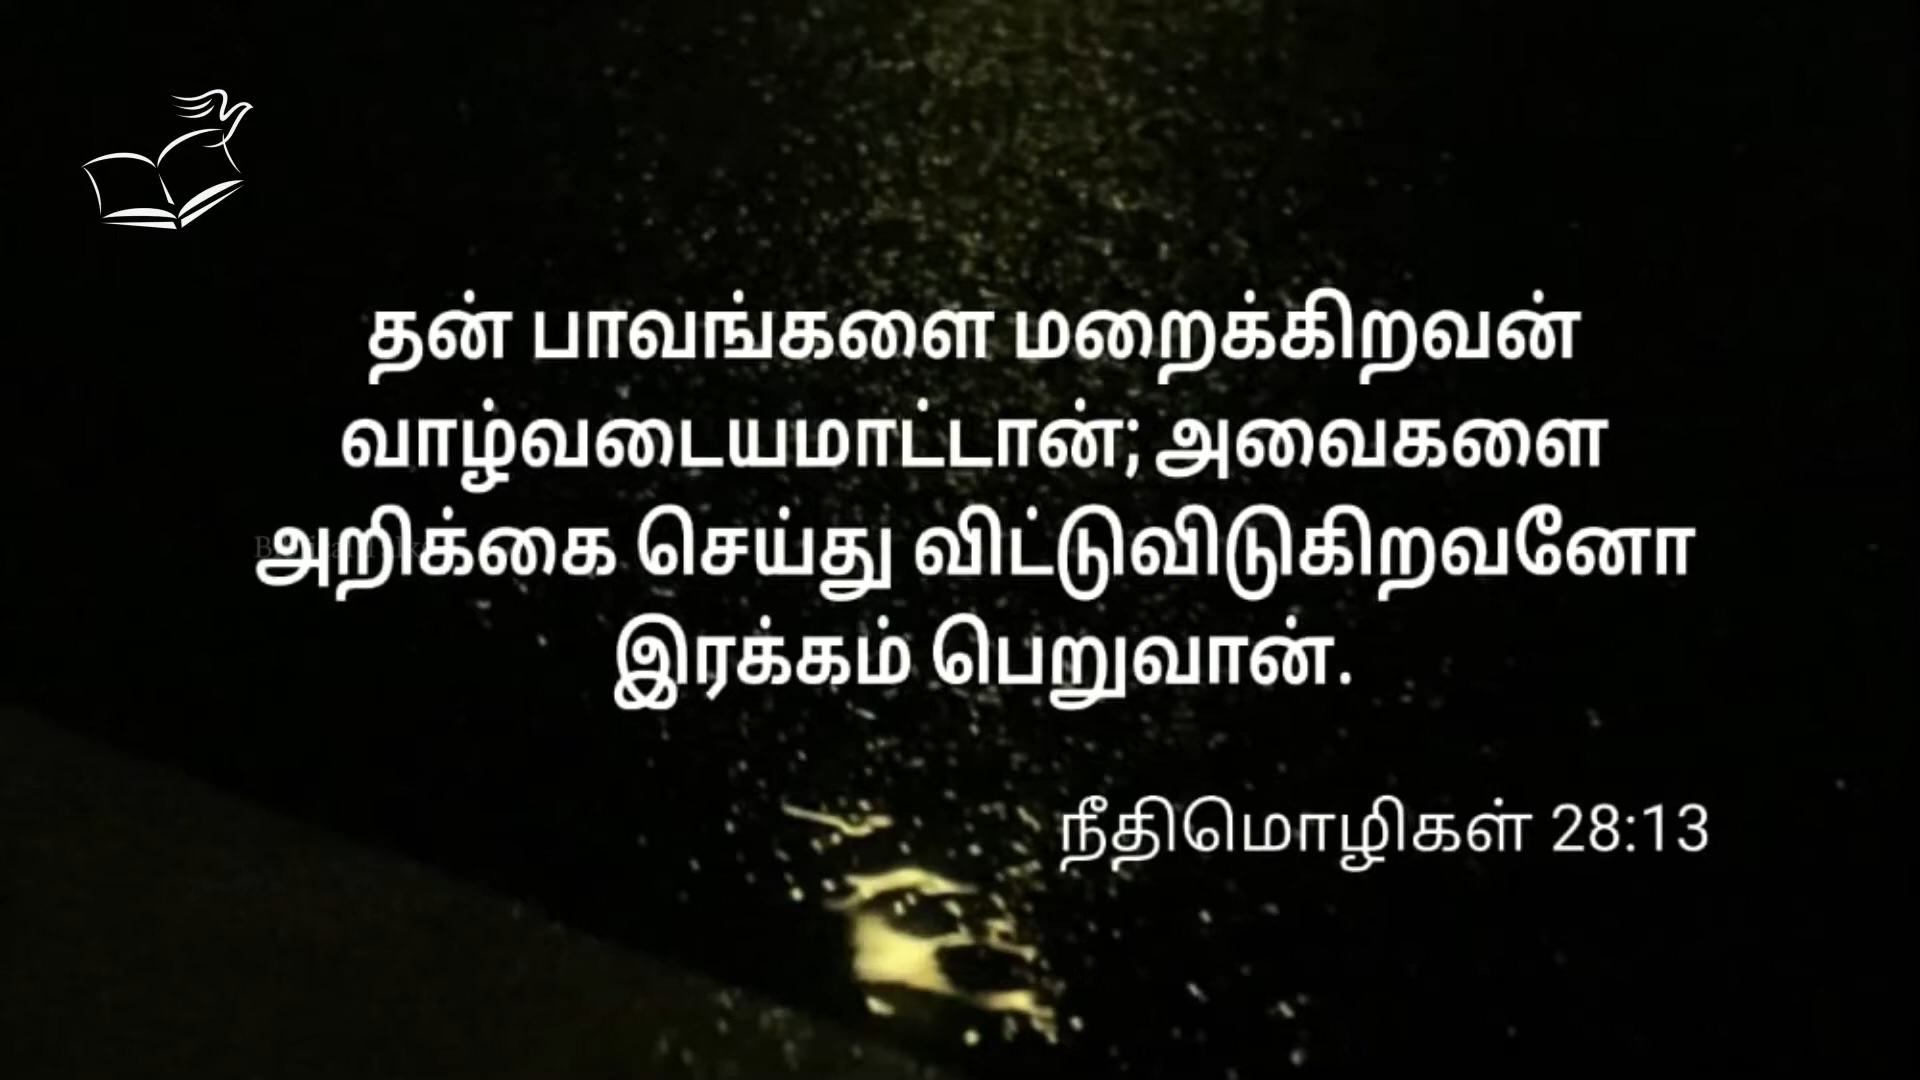 தன் பாவங்களை மறைக்கிறவன்
வாழ்வடையமாட்டான்; அவைகளை
அறிக்கை செய்து விட்டுவிடுகிறவனோ
இரக்கம் பெறுவான்.
நீதிமொழிகள் 28:13